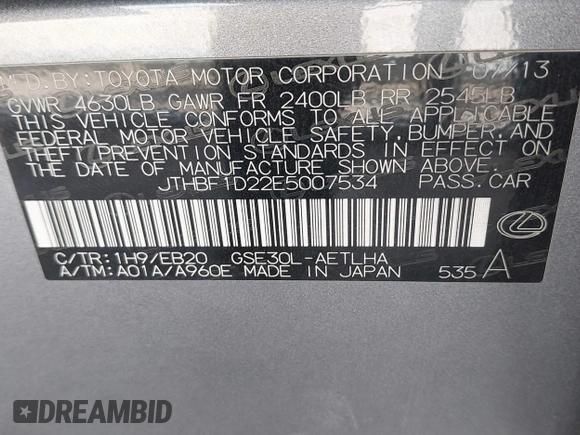 MFD.BY:TOYOTA MOTOR CORPORATION 07/13
GVWR 4630LB GAWR FR 2400LB RR 2545LB
THIS VEHICLE CONFORMS TO ALL APPLICABLE
FEDERAL MOTOR VEHICLE SAFETY,BUMPER,AND
THEFT PREVENTION STANDARDS IN EFFECT ON
THE DATE OF MANUFACTURE SHOWN ABOVE.
JTHBF1D22E5007534 PASS.CAR
C/TR:1H9/EB20 GSE30L-AETLHA
A/TM:A01A/A960E MADE IN JAPAN 535 A
DREAMBID